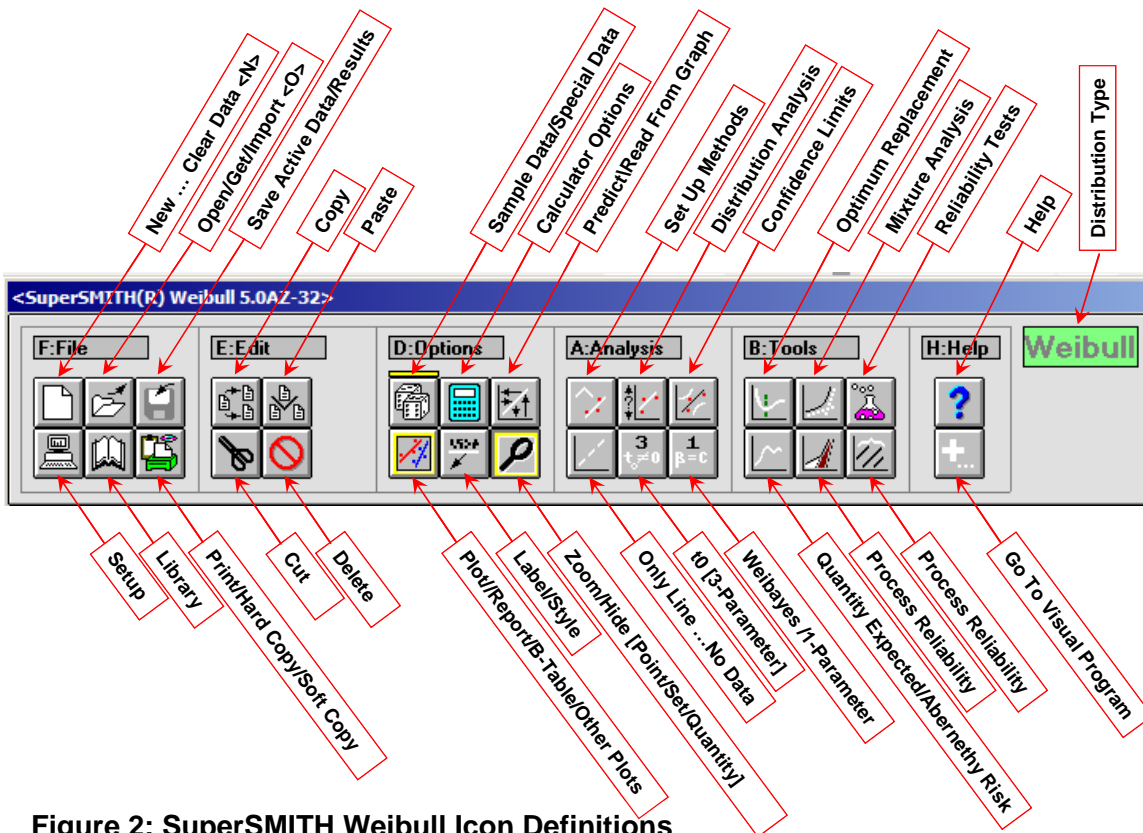 New … Clear Data <N>
Open/Get/Import <O>
Save Active Data/Results
Copy
Paste
Sample Data/Special Data
Calculator Options
Predict\Read From Graph
Set Up Methods
Distribution Analysis
Confidence Limits
Optimum Replacement
Mixture Analysis
Reliability Tests
Help
Distribution Type
<SuperSMITH(R) Weibull 5.0AZ-32>
F:File
E:Edit
D:Options
A:Analysis
B:Tools
H:Help
Weibull
?
?
3
t₀≠0
1
β=C
+...
Setup
Library
Print/Hard Copy/Soft Copy
Cut
Delete
Plot//Report/B-Table/Other Plots
Label/Style
Zoom/Hide [Point/Set/Quantity]
Only Line …No Data
t0 [3-Parameter]
Weibayes /1-Parameter
Quantity Expected/Abernethy Risk
Process Reliability
Process Reliability
Go To Visual Program
Figure 2: SuperSMITH Weibull Icon Definitions